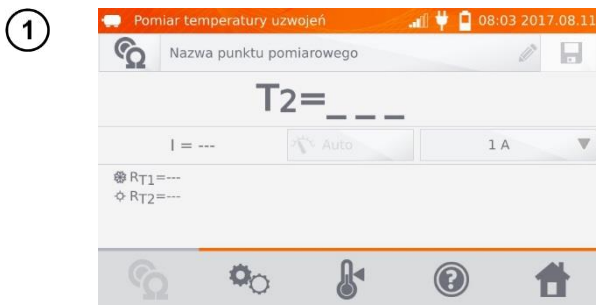 1
Pomiar temperatury uzwojeń 08:03 2017.08.11
Nazwa punktu pomiarowego
T2=_ _ _
I = --- Auto 1 A
RT1=---
RT2=---
?